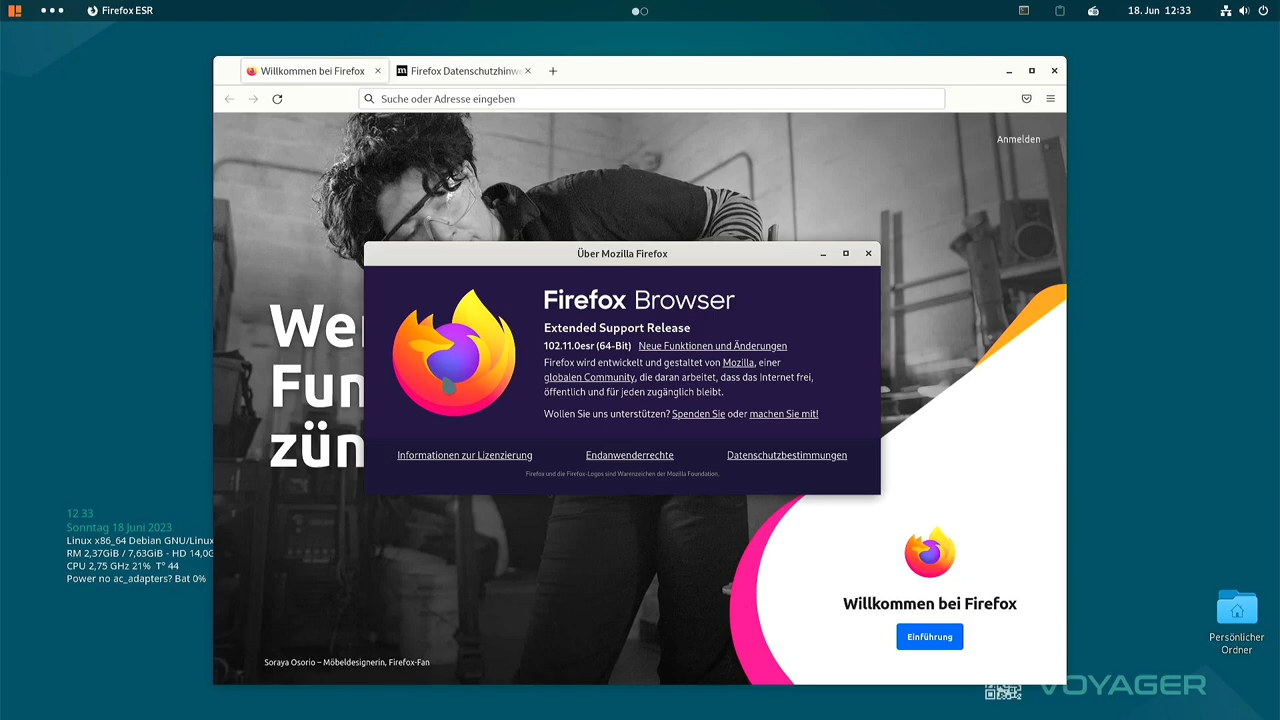 Firefox ESR
18. Jun 12:33
Willkommen bei Firefox
Firefox Datenschutzhinwe
Suche oder Adresse eingeben
Anmelden
Über Mozilla Firefox
Firefox Browser
Extended Support Release
102.11.0esr (64-Bit) Neue Funktionen und Änderungen
Firefox wird entwickelt und gestaltet von Mozilla, einer
globalen Community, die daran arbeitet, dass das Internet frei,
öffentlich und für jeden zugänglich bleibt.
Wollen Sie uns unterstützen? Spenden Sie oder machen Sie mit!
Informationen zur Lizenzierung
Endanwenderrechte
Datenschutzbestimmungen
Firefox und die Firefox-Logos sind Warenzeichen der Mozilla Foundation.
We
Fun
zün
12 33
Sonntag 18 Juni 2023
Linux x86_64 Debian GNU/Linux
RM 2,37GiB / 7,63GiB - HD 14,0G
CPU 2,75 GHz 21% T° 44
Power no ac_adapters? Bat 0%
Willkommen bei Firefox
Einführung
Soraya Osorio – Möbeldesignerin, Firefox-Fan
Persönlicher
Ordner
VOYAGER